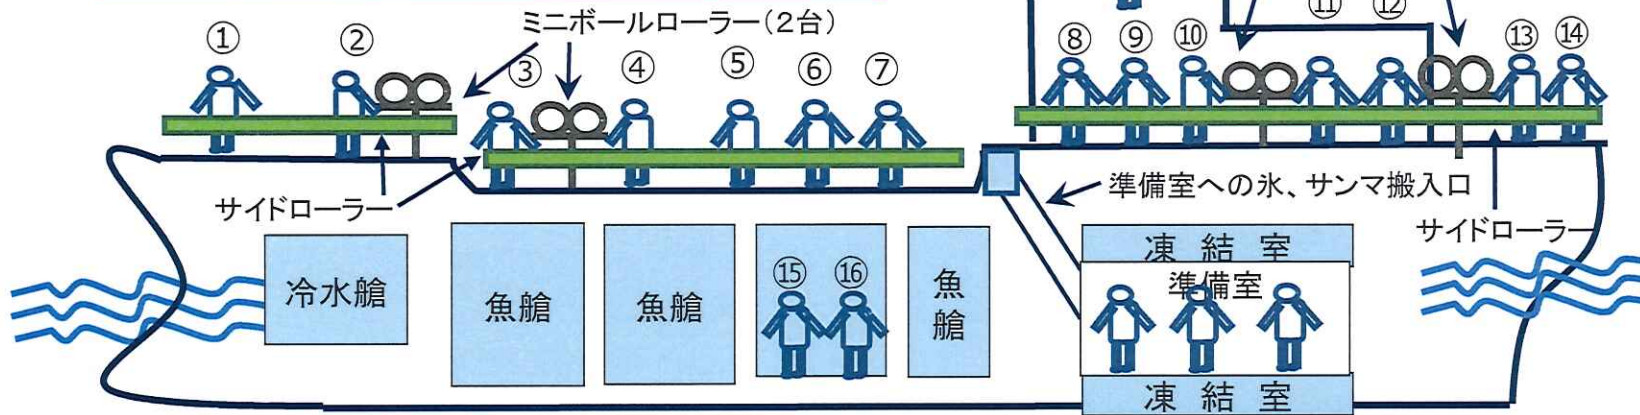 ミニボールローラー(2台)
① ②
③ ④ ⑤ ⑥ ⑦
⑧ ⑨ ⑩ ⑪ ⑫ ⑬ ⑭
サイドローラー
準備室への氷、サンマ搬入口
サイドローラー
冷水艙
魚艙
魚艙
⑮ ⑯
魚艙
凍結室
準備室
凍結室